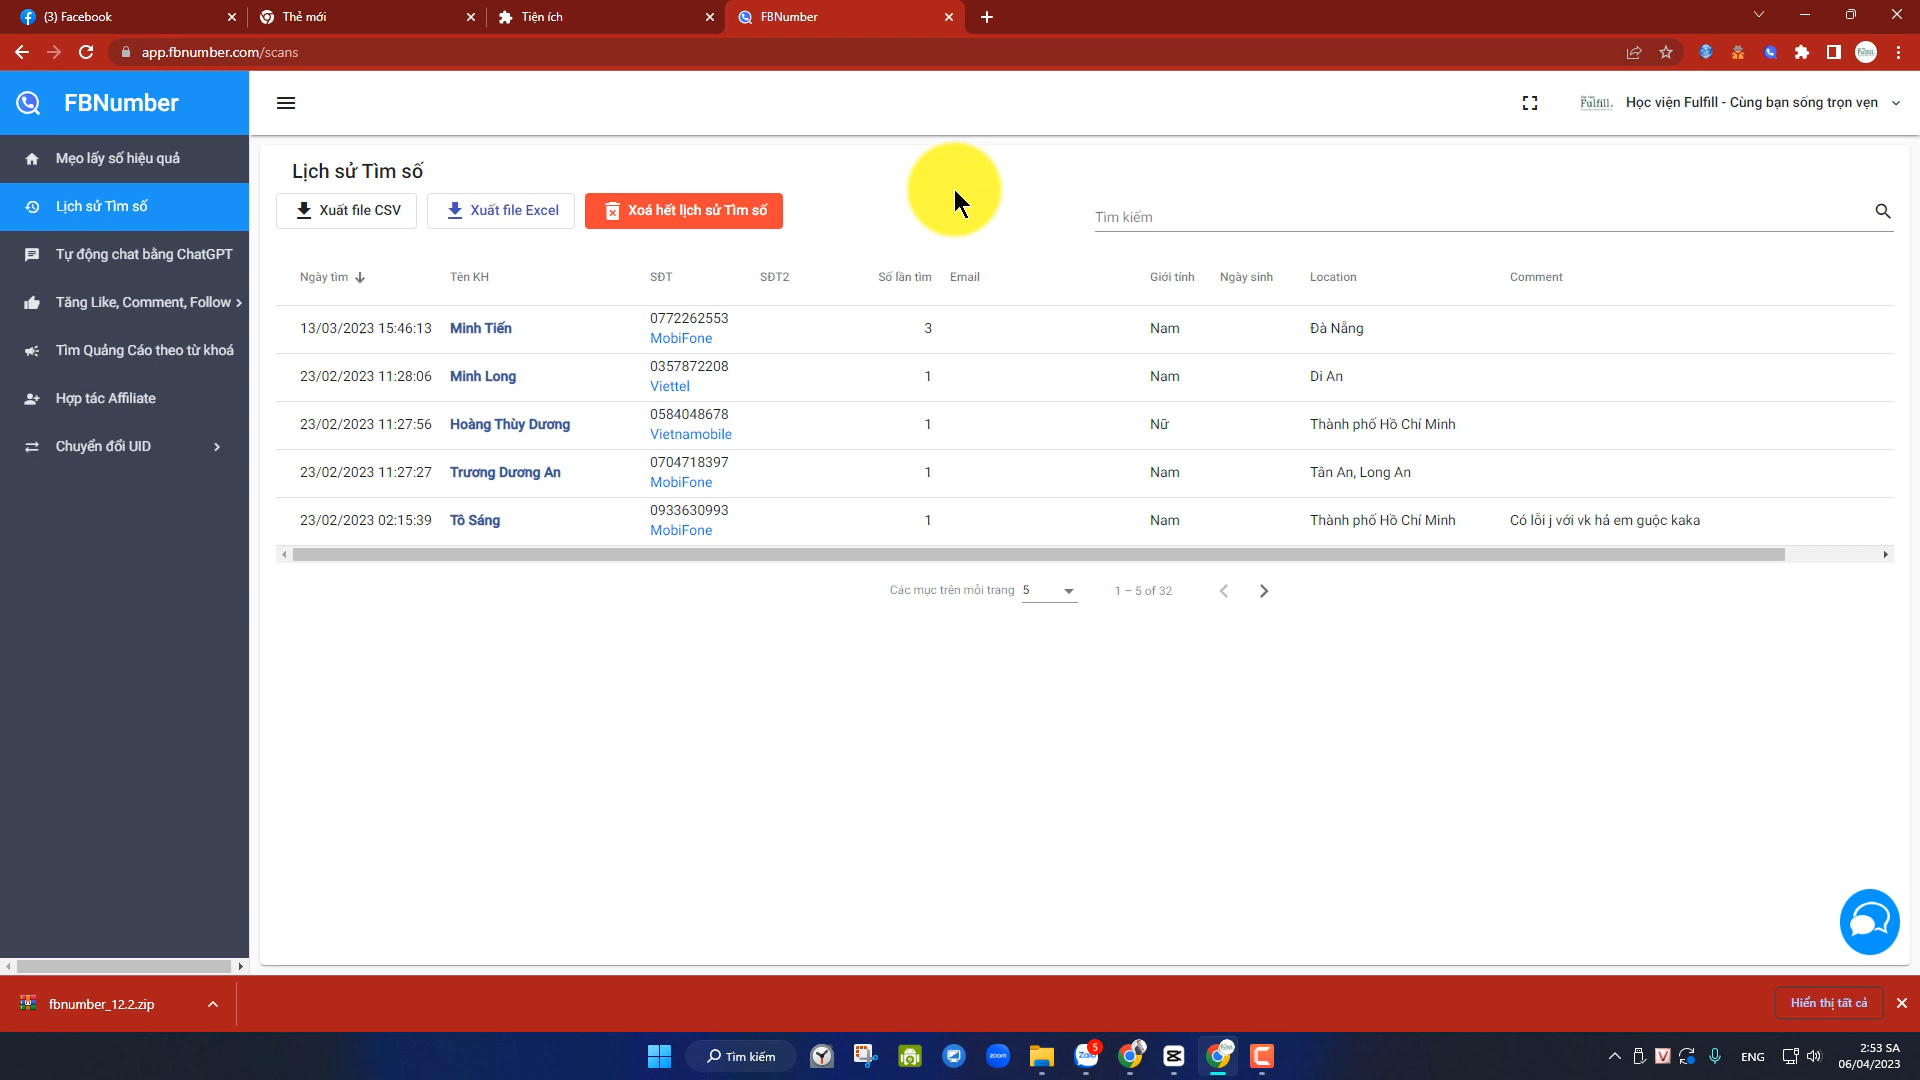 (3) Facebook
Thẻ mới
Tiện ích
FBNumber
app.fbnumber.com/scans
FBNumber
Fulfill.
Học viện Fulfill - Cùng bạn sống trọn vẹn
Mẹo lấy số hiệu quả
Lịch sử Tìm số
Tự động chat bằng ChatGPT
Tăng Like, Comment, Follow
Tìm Quảng Cáo theo từ khoá
Hợp tác Affiliate
Chuyển đổi UID
Lịch sử Tìm số
Xuất file CSV
Xuất file Excel
Xoá hết lịch sử Tìm số
Tìm kiếm
Ngày tìm Tên KH SĐT SĐT2 Số lần tìm Email Giới tính Ngày sinh Location Comment
13/03/2023 15:46:13 Minh Tiến 0772262553 3 Nam Đà Nẵng
MobiFone
23/02/2023 11:28:06 Minh Long 0357872208 1 Nam Di An
Viettel
23/02/2023 11:27:56 Hoàng Thùy Dương 0584048678 1 Nữ Thành phố Hồ Chí Minh
Vietnamobile
23/02/2023 11:27:27 Trương Dương An 0704718397 1 Nam Tân An, Long An
MobiFone
23/02/2023 02:15:39 Tô Sáng 0933630993 1 Nam Thành phố Hồ Chí Minh Có lỗi j với vk hả em guộc kaka
MobiFone
Các mục trên mỗi trang 5 1 – 5 of 32
fbnumber_12.2.zip
Hiển thị tất cả
Tìm kiếm
zoom
Zalo
5
ENG
2:53 SA
06/04/2023